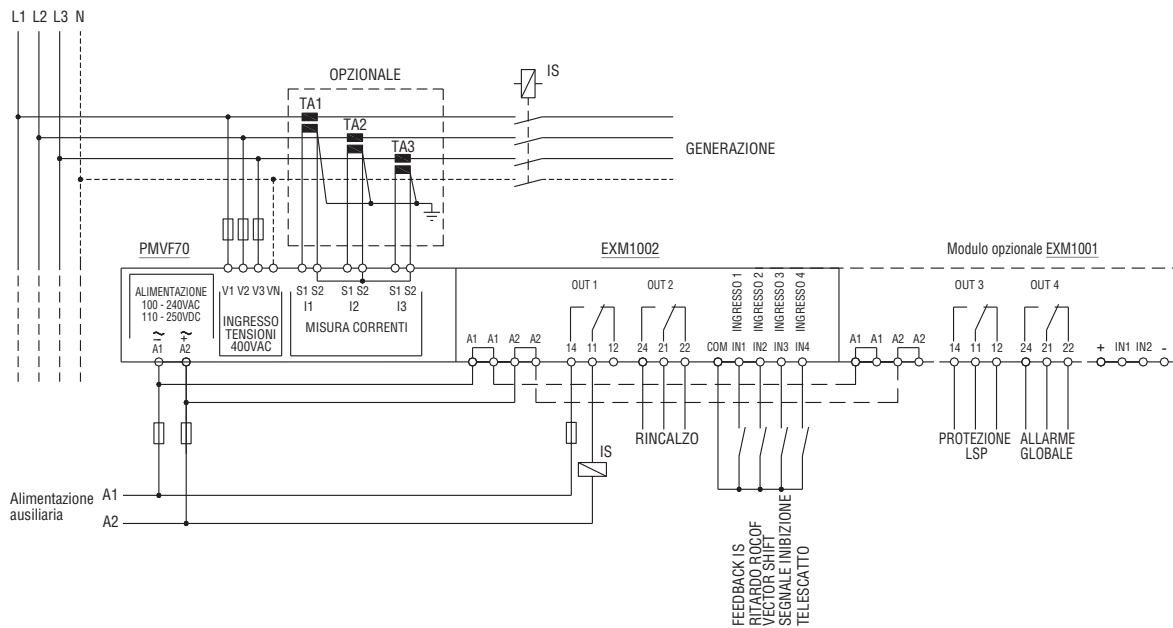 L1 L2 L3 N
OPZIONALE
IS
TA1
TA2
TA3
GENERAZIONE
PMVF70
EXM1002
Modulo opzionale EXM1001
ALIMENTAZIONE
100 - 240VAC
110 - 250VDC
~ ~
– +
A1 A2
V1 V2 V3 VN
INGRESSO
TENSIONI
400VAC
S1 S2 S1 S2 S1 S2
I1 I2 I3
MISURA CORRENTI
A1 A1 A2 A2
OUT 1
14 11 12
OUT 2
24 21 22
INGRESSO 1
INGRESSO 2
INGRESSO 3
INGRESSO 4
COM IN1 IN2 IN3 IN4
A1 A1 A2 A2
OUT 3
14 11 12
OUT 4
24 21 22
+ IN1 IN2 -
RINCALZO
PROTEZIONE
LSP
ALLARME
GLOBALE
IS
Alimentazione
ausiliaria
A1
A2
FEEDBACK IS
RITARDO ROCOF
VECTOR SHIFT
SEGNALE INIBIZIONE
TELESCATTO